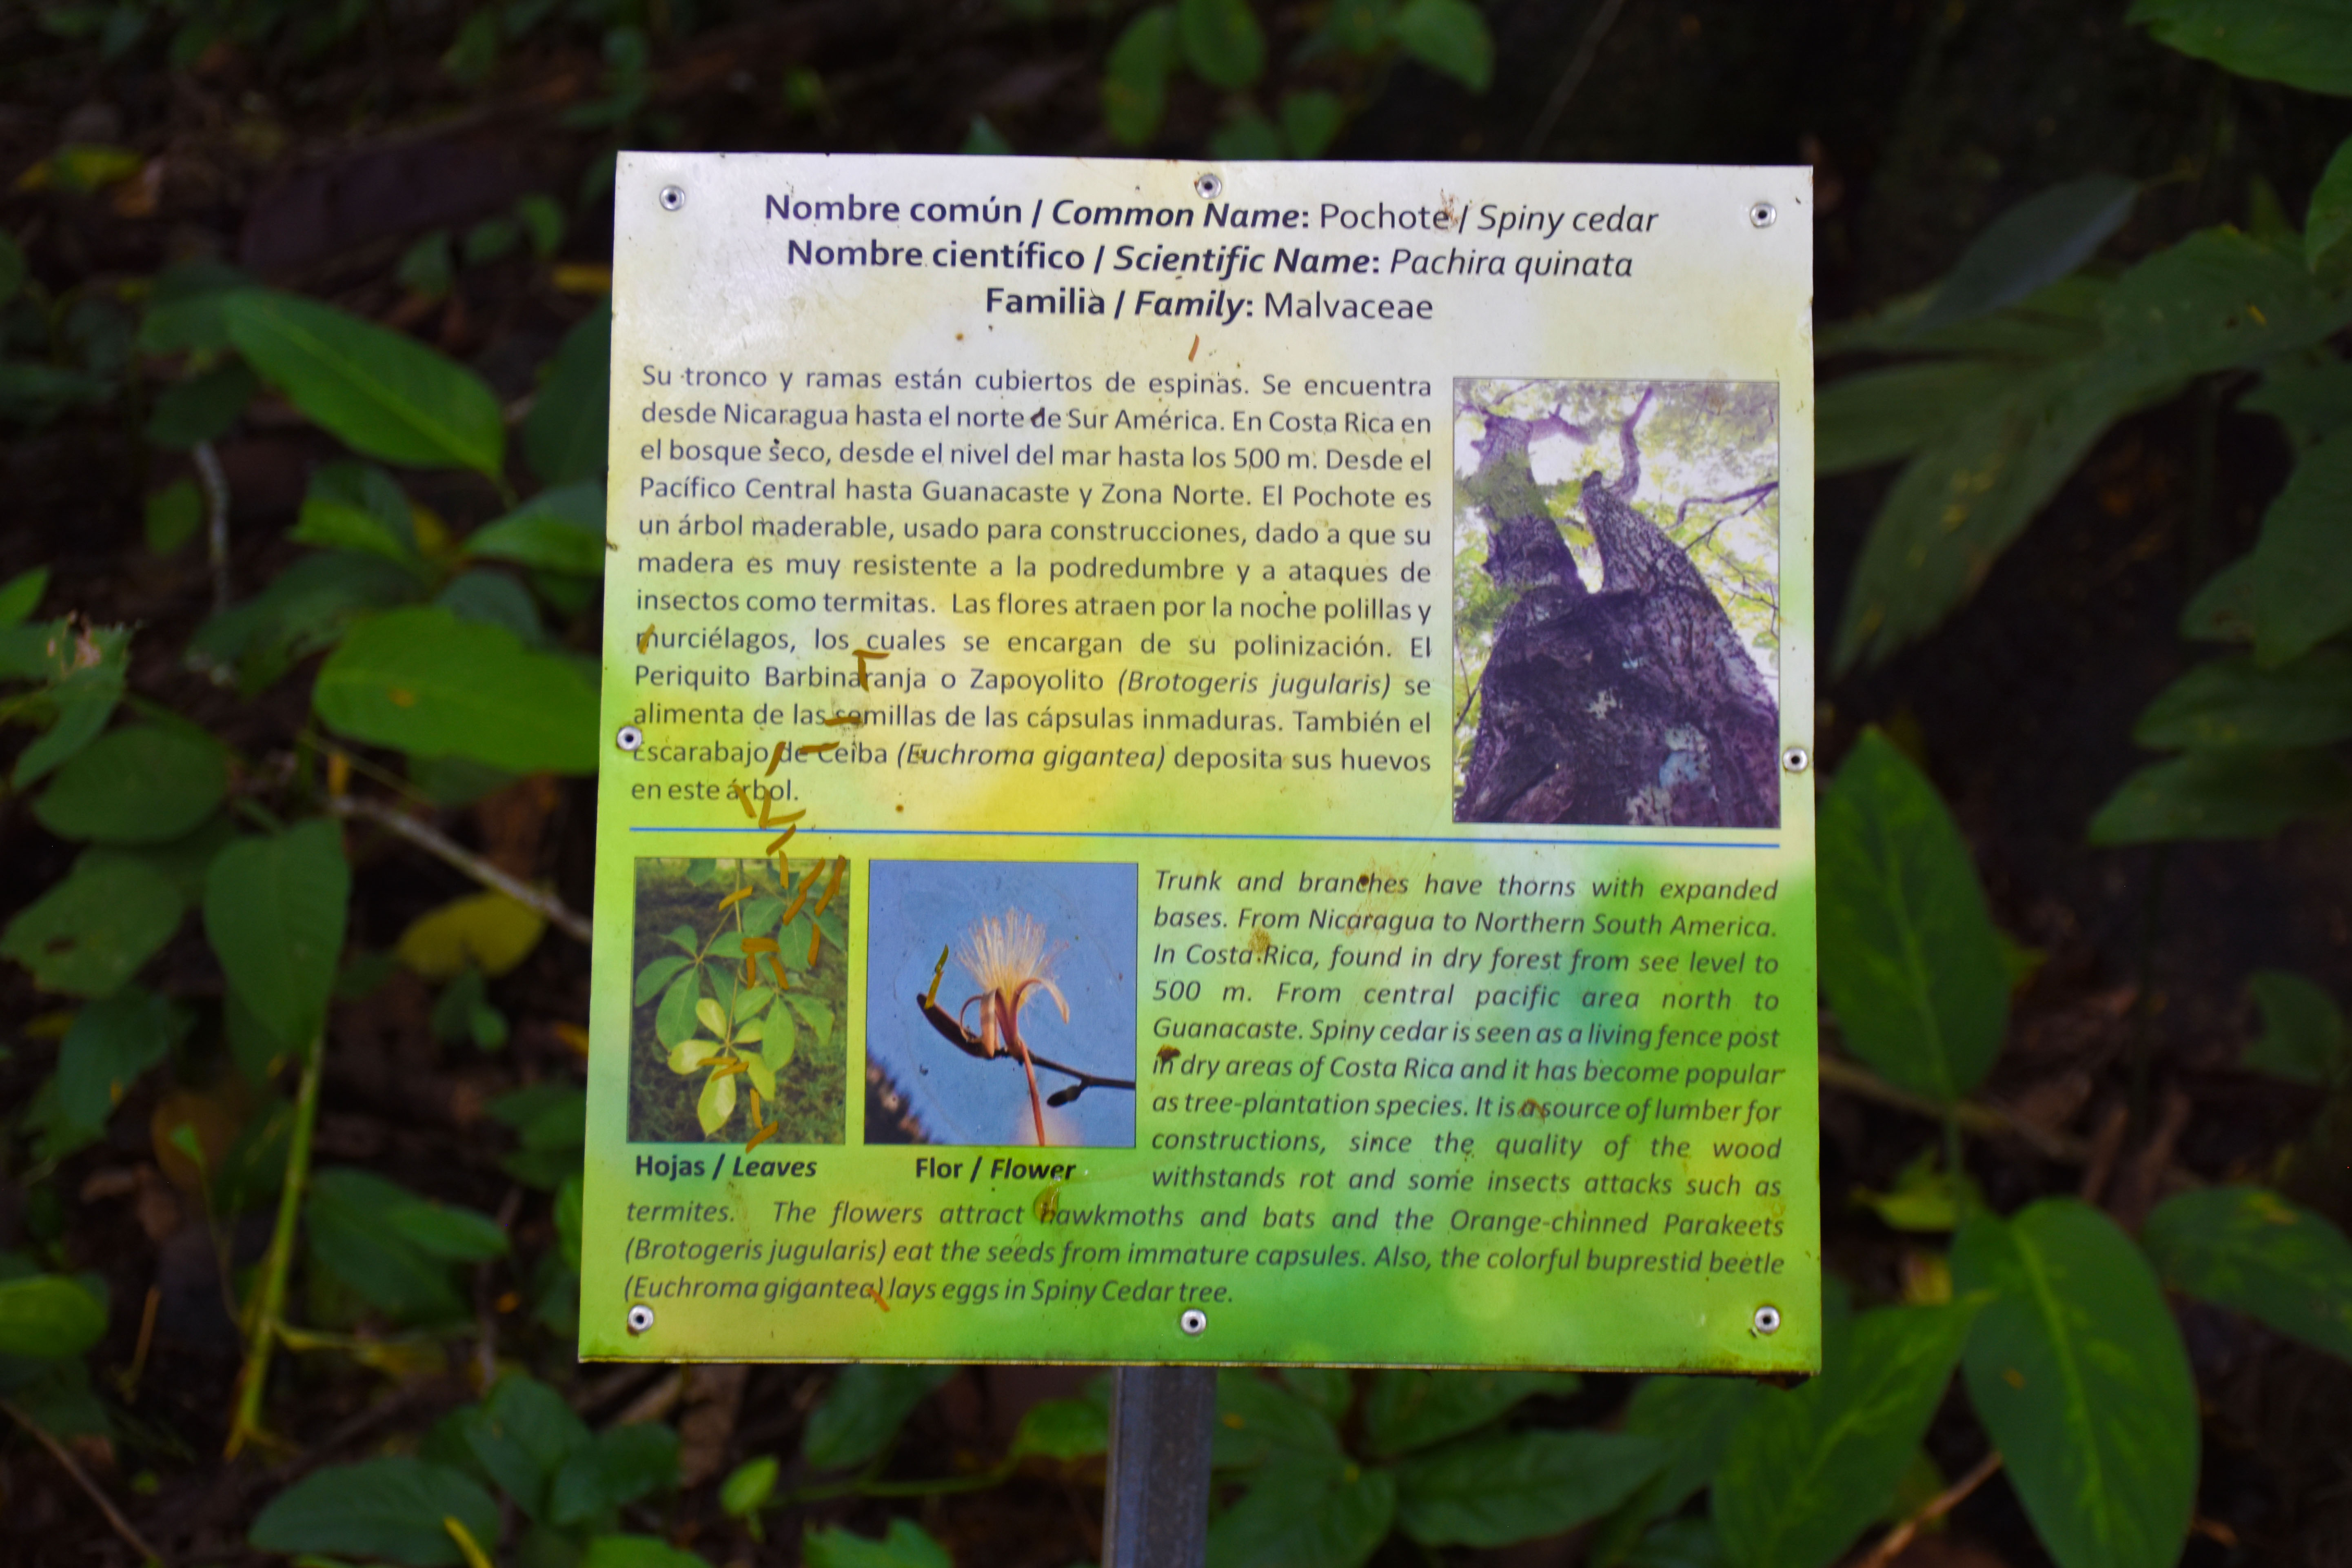 Nombre común / Common Name: Pochote / Spiny cedar
Nombre científico / Scientific Name: Pachira quinata
Familia / Family: Malvaceae
Su tronco y ramas están cubiertos de espinas. Se encuentra
desde Nicaragua hasta el norte de Sur América. En Costa Rica en
el bosque seco, desde el nivel del mar hasta los 500 m. Desde el
Pacífico Central hasta Guanacaste y Zona Norte. El Pochote es
un árbol maderable, usado para construcciones, dado a que su
madera es muy resistente a la podredumbre y a ataques de
insectos como termitas. Las flores atraen por la noche polillas y
murciélagos, los cuales se encargan de su polinización. El
Periquito Barbinaranja o Zapoyolito (Brotogeris jugularis) se
alimenta de las semillas de las cápsulas inmaduras. También el
Escarabajo de Ceiba (Euchroma gigantea) deposita sus huevos
en este árbol.
Hojas / Leaves
Flor / Flower
Trunk and branches have thorns with expanded
bases. From Nicaragua to Northern South America.
In Costa Rica, found in dry forest from see level to
500 m. From central pacific area north to
Guanacaste. Spiny cedar is seen as a living fence post
in dry areas of Costa Rica and it has become popular
as tree-plantation species. It is a source of lumber for
constructions, since the quality of the wood
withstands rot and some insects attacks such as
termites. The flowers attract hawkmoths and bats and the Orange-chinned Parakeets
(Brotogeris jugularis) eat the seeds from immature capsules. Also, the colorful buprestid beetle
(Euchroma gigantea) lays eggs in Spiny Cedar tree.